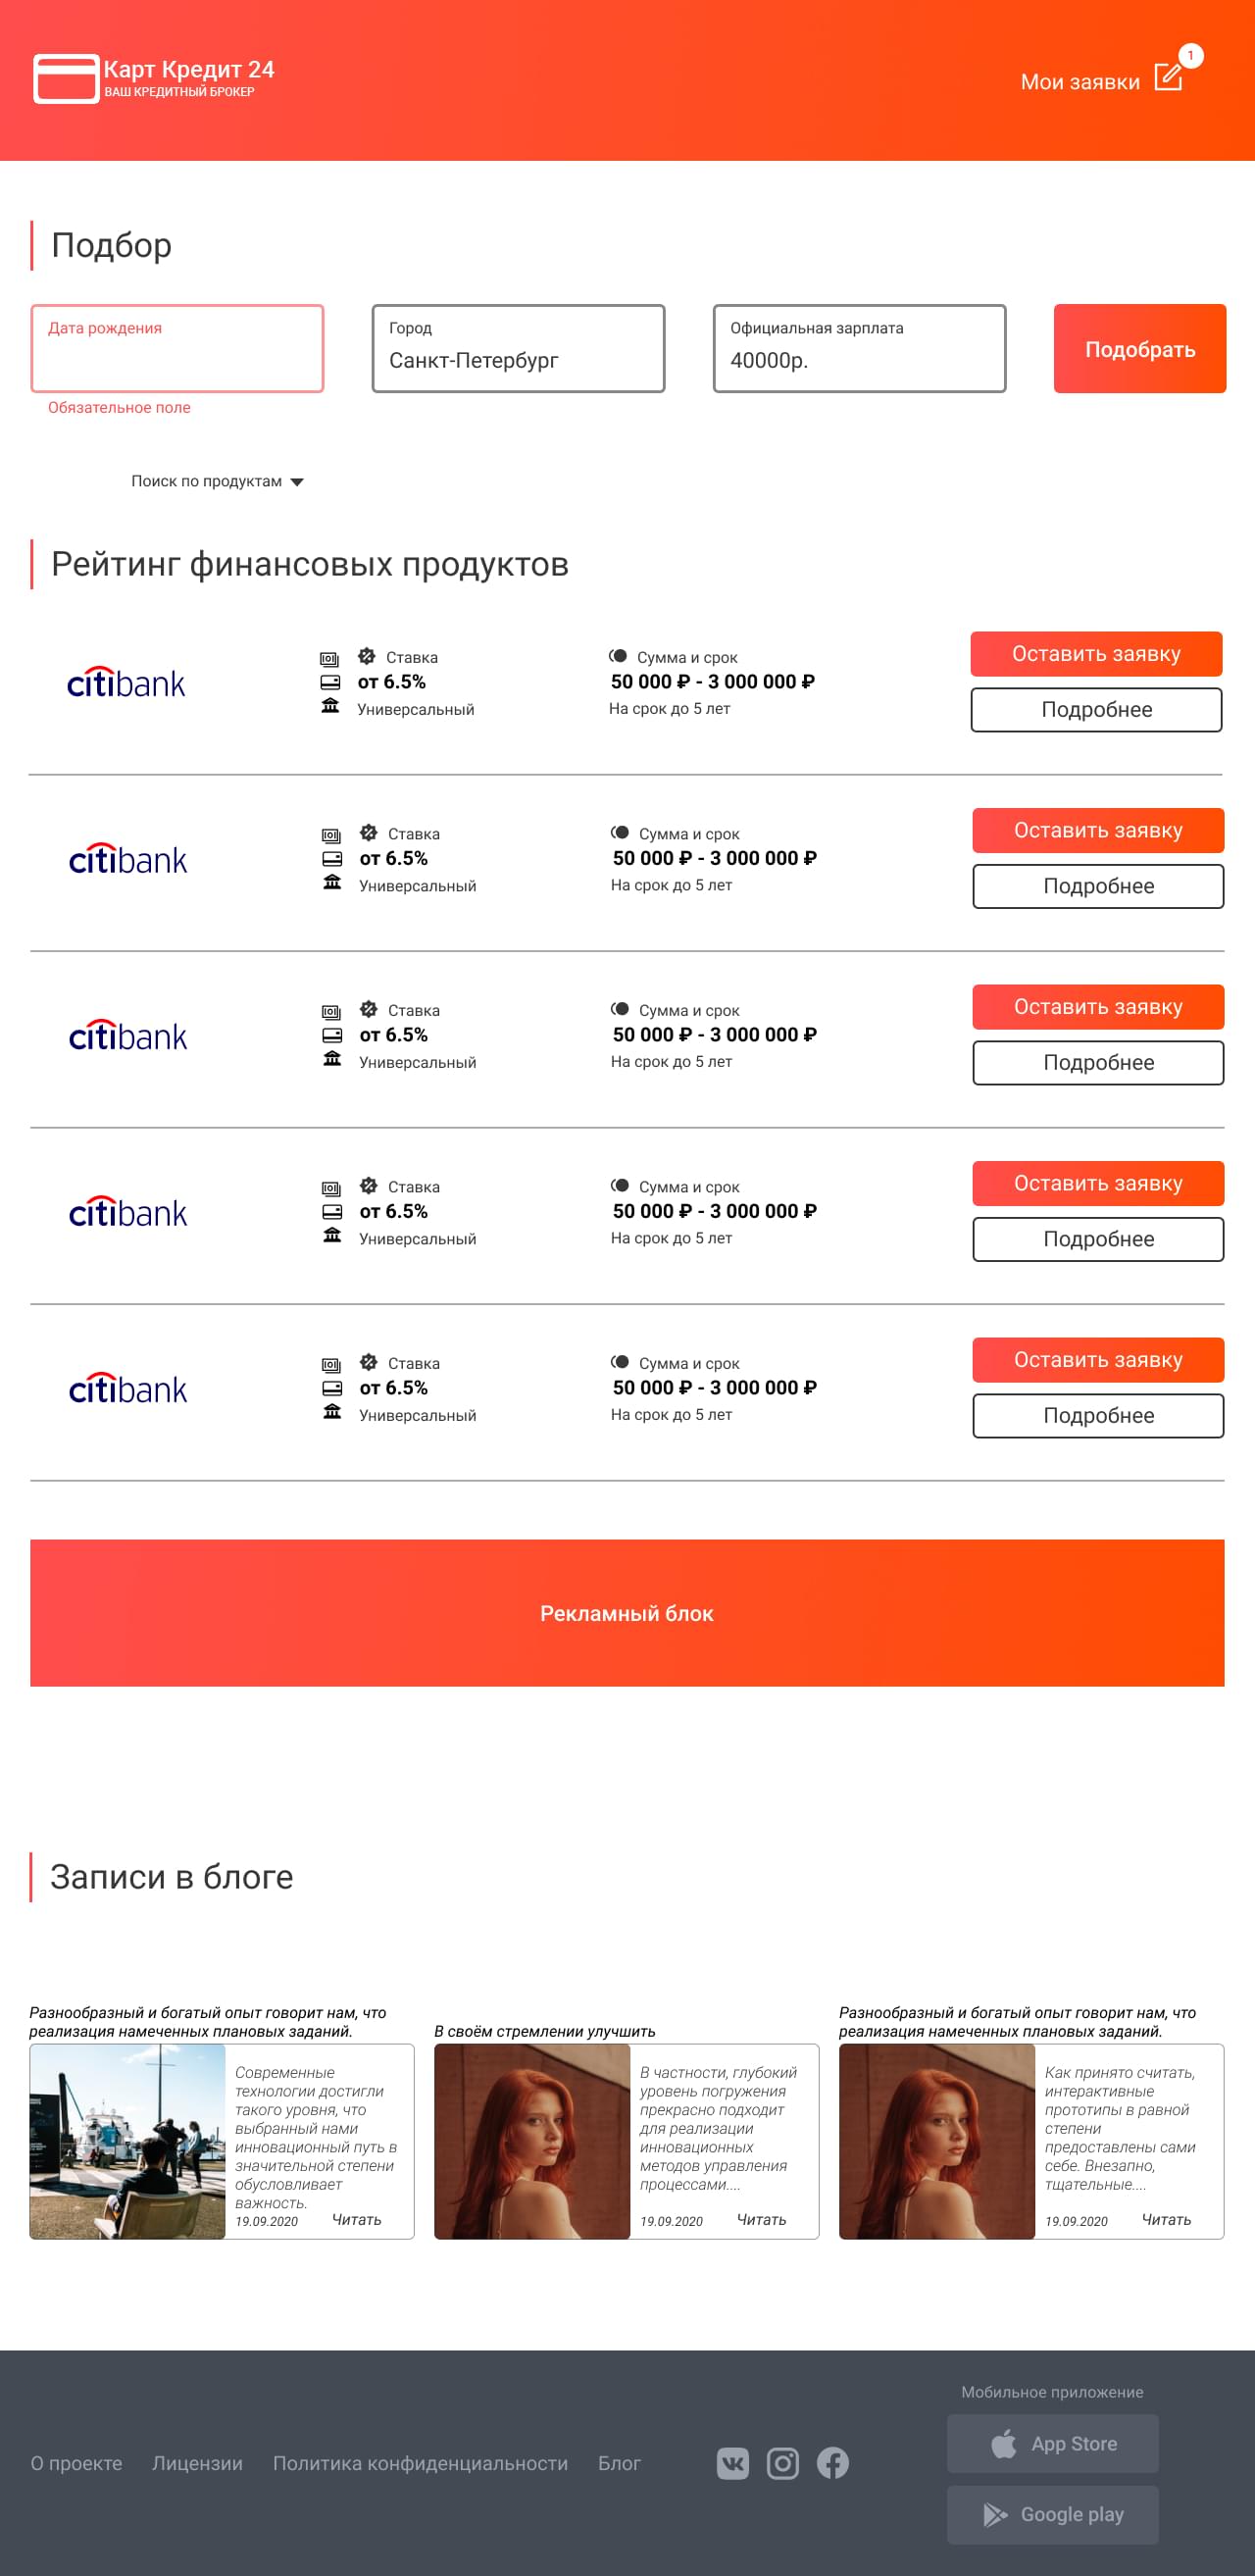 Карт Кредит 24
ВАШ КРЕДИТНЫЙ БРОКЕР
Мои заявки
1
Подбор
Дата рождения
Обязательное поле
Город
Санкт-Петербург
Официальная зарплата
40000р.
Подобрать
Поиск по продуктам
Рейтинг финансовых продуктов
citibank
Ставка
от 6.5%
Универсальный
Сумма и срок
50 000 ₽ - 3 000 000 ₽
На срок до 5 лет
Оставить заявку
Подробнее
citibank
Ставка
от 6.5%
Универсальный
Сумма и срок
50 000 ₽ - 3 000 000 ₽
На срок до 5 лет
Оставить заявку
Подробнее
citibank
Ставка
от 6.5%
Универсальный
Сумма и срок
50 000 ₽ - 3 000 000 ₽
На срок до 5 лет
Оставить заявку
Подробнее
citibank
Ставка
от 6.5%
Универсальный
Сумма и срок
50 000 ₽ - 3 000 000 ₽
На срок до 5 лет
Оставить заявку
Подробнее
citibank
Ставка
от 6.5%
Универсальный
Сумма и срок
50 000 ₽ - 3 000 000 ₽
На срок до 5 лет
Оставить заявку
Подробнее
Рекламный блок
Записи в блоге
Разнообразный и богатый опыт говорит нам, что
реализация намеченных плановых заданий.
Современные
технологии достигли
такого уровня, что
выбранный нами
инновационный путь в
значительной степени
обусловливает
важность.
19.09.2020
Читать
В своём стремлении улучшить
В частности, глубокий
уровень погружения
прекрасно подходит
для реализации
инновационных
методов управления
процессами....
19.09.2020
Читать
Разнообразный и богатый опыт говорит нам, что
реализация намеченных плановых заданий.
Как принято считать,
интерактивные
прототипы в равной
степени
предоставлены сами
себе. Внезапно,
тщательные....
19.09.2020
Читать
О проекте
Лицензии
Политика конфиденциальности
Блог
Мобильное приложение
App Store
Google play